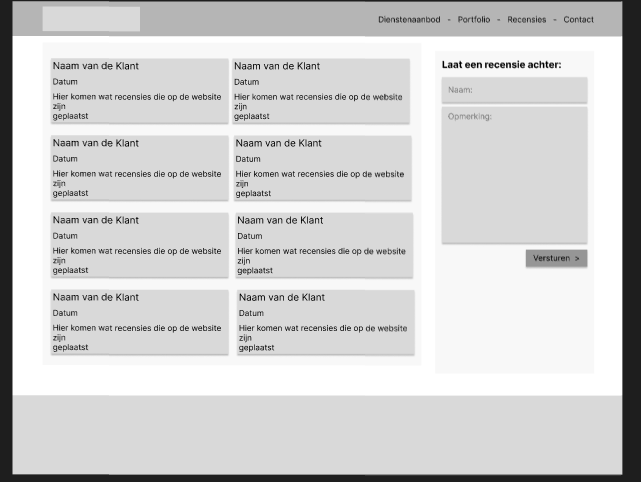 Dienstenaanbod - Portfolio - Recensies - Contact
Naam van de Klant
Datum
Hier komen wat recensies die op de website
zijn
geplaatst
Naam van de Klant
Datum
Hier komen wat recensies die op de website
zijn
geplaatst
Naam van de Klant
Datum
Hier komen wat recensies die op de website
zijn
geplaatst
Naam van de Klant
Datum
Hier komen wat recensies die op de website
zijn
geplaatst
Naam van de Klant
Datum
Hier komen wat recensies die op de website
zijn
geplaatst
Naam van de Klant
Datum
Hier komen wat recensies die op de website
zijn
geplaatst
Naam van de Klant
Datum
Hier komen wat recensies die op de website
zijn
geplaatst
Naam van de Klant
Datum
Hier komen wat recensies die op de website
zijn
geplaatst
Laat een recensie achter:
Naam:
Opmerking:
Versturen >